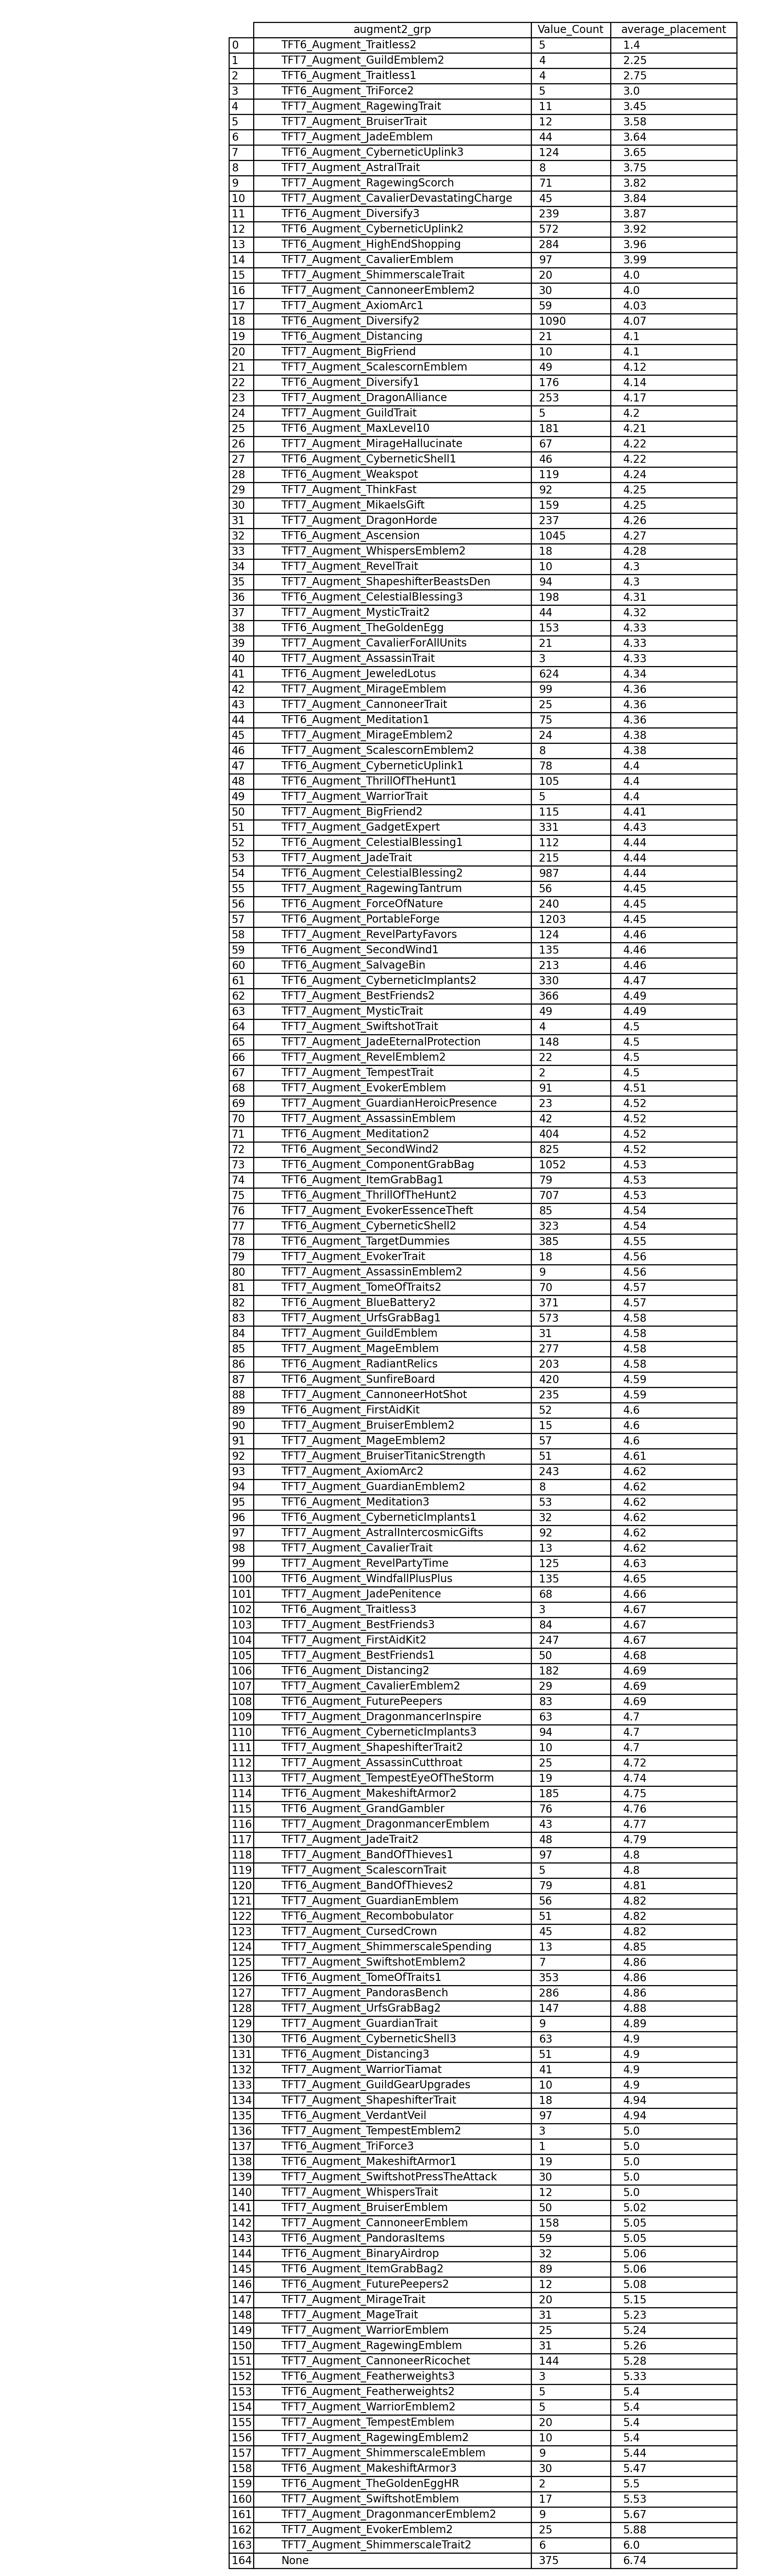 augment2_grp Value_Count average_placement
0 TFT6_Augment_Traitless2 5 1.4
1 TFT7_Augment_GuildEmblem2 4 2.25
2 TFT6_Augment_Traitless1 4 2.75
3 TFT6_Augment_TriForce2 5 3.0
4 TFT7_Augment_RagewingTrait 11 3.45
5 TFT7_Augment_BruiserTrait 12 3.58
6 TFT7_Augment_JadeEmblem 44 3.64
7 TFT6_Augment_CyberneticUplink3 124 3.65
8 TFT7_Augment_AstralTrait 8 3.75
9 TFT7_Augment_RagewingScorch 71 3.82
10 TFT7_Augment_CavalierDevastatingCharge 45 3.84
11 TFT6_Augment_Diversify3 239 3.87
12 TFT6_Augment_CyberneticUplink2 572 3.92
13 TFT6_Augment_HighEndShopping 284 3.96
14 TFT7_Augment_CavalierEmblem 97 3.99
15 TFT7_Augment_ShimmerscaleTrait 20 4.0
16 TFT7_Augment_CannoneerEmblem2 30 4.0
17 TFT7_Augment_AxiomArc1 59 4.03
18 TFT6_Augment_Diversify2 1090 4.07
19 TFT6_Augment_Distancing 21 4.1
20 TFT7_Augment_BigFriend 10 4.1
21 TFT7_Augment_ScalescornEmblem 49 4.12
22 TFT6_Augment_Diversify1 176 4.14
23 TFT7_Augment_DragonAlliance 253 4.17
24 TFT7_Augment_GuildTrait 5 4.2
25 TFT6_Augment_MaxLevel10 181 4.21
26 TFT7_Augment_MirageHallucinate 67 4.22
27 TFT6_Augment_CyberneticShell1 46 4.22
28 TFT6_Augment_Weakspot 119 4.24
29 TFT7_Augment_ThinkFast 92 4.25
30 TFT7_Augment_MikaelsGift 159 4.25
31 TFT7_Augment_DragonHorde 237 4.26
32 TFT6_Augment_Ascension 1045 4.27
33 TFT7_Augment_WhispersEmblem2 18 4.28
34 TFT7_Augment_RevelTrait 10 4.3
35 TFT7_Augment_ShapeshifterBeastsDen 94 4.3
36 TFT6_Augment_CelestialBlessing3 198 4.31
37 TFT7_Augment_MysticTrait2 44 4.32
38 TFT6_Augment_TheGoldenEgg 153 4.33
39 TFT7_Augment_CavalierForAllUnits 21 4.33
40 TFT7_Augment_AssassinTrait 3 4.33
41 TFT6_Augment_JeweledLotus 624 4.34
42 TFT7_Augment_MirageEmblem 99 4.36
43 TFT7_Augment_CannoneerTrait 25 4.36
44 TFT6_Augment_Meditation1 75 4.36
45 TFT7_Augment_MirageEmblem2 24 4.38
46 TFT7_Augment_ScalescornEmblem2 8 4.38
47 TFT6_Augment_CyberneticUplink1 78 4.4
48 TFT6_Augment_ThrillOfTheHunt1 105 4.4
49 TFT7_Augment_WarriorTrait 5 4.4
50 TFT7_Augment_BigFriend2 115 4.41
51 TFT7_Augment_GadgetExpert 331 4.43
52 TFT6_Augment_CelestialBlessing1 112 4.44
53 TFT7_Augment_JadeTrait 215 4.44
54 TFT6_Augment_CelestialBlessing2 987 4.44
55 TFT7_Augment_RagewingTantrum 56 4.45
56 TFT6_Augment_ForceOfNature 240 4.45
57 TFT6_Augment_PortableForge 1203 4.45
58 TFT7_Augment_RevelPartyFavors 124 4.46
59 TFT6_Augment_SecondWind1 135 4.46
60 TFT6_Augment_SalvageBin 213 4.46
61 TFT6_Augment_CyberneticImplants2 330 4.47
62 TFT7_Augment_BestFriends2 366 4.49
63 TFT7_Augment_MysticTrait 49 4.49
64 TFT7_Augment_SwiftshotTrait 4 4.5
65 TFT7_Augment_JadeEternalProtection 148 4.5
66 TFT7_Augment_RevelEmblem2 22 4.5
67 TFT7_Augment_TempestTrait 2 4.5
68 TFT7_Augment_EvokerEmblem 91 4.51
69 TFT7_Augment_GuardianHeroicPresence 23 4.52
70 TFT7_Augment_AssassinEmblem 42 4.52
71 TFT6_Augment_Meditation2 404 4.52
72 TFT6_Augment_SecondWind2 825 4.52
73 TFT6_Augment_ComponentGrabBag 1052 4.53
74 TFT6_Augment_ItemGrabBag1 79 4.53
75 TFT6_Augment_ThrillOfTheHunt2 707 4.53
76 TFT7_Augment_EvokerEssenceTheft 85 4.54
77 TFT6_Augment_CyberneticShell2 323 4.54
78 TFT6_Augment_TargetDummies 385 4.55
79 TFT7_Augment_EvokerTrait 18 4.56
80 TFT7_Augment_AssassinEmblem2 9 4.56
81 TFT7_Augment_TomeOfTraits2 70 4.57
82 TFT6_Augment_BlueBattery2 371 4.57
83 TFT7_Augment_UrfsGrabBag1 573 4.58
84 TFT7_Augment_GuildEmblem 31 4.58
85 TFT7_Augment_MageEmblem 277 4.58
86 TFT6_Augment_RadiantRelics 203 4.58
87 TFT6_Augment_SunfireBoard 420 4.59
88 TFT7_Augment_CannoneerHotShot 235 4.59
89 TFT6_Augment_FirstAidKit 52 4.6
90 TFT7_Augment_BruiserEmblem2 15 4.6
91 TFT7_Augment_MageEmblem2 57 4.6
92 TFT7_Augment_BruiserTitanicStrength 51 4.61
93 TFT7_Augment_AxiomArc2 243 4.62
94 TFT7_Augment_GuardianEmblem2 8 4.62
95 TFT6_Augment_Meditation3 53 4.62
96 TFT6_Augment_CyberneticImplants1 32 4.62
97 TFT7_Augment_AstralIntercosmicGifts 92 4.62
98 TFT7_Augment_CavalierTrait 13 4.62
99 TFT7_Augment_RevelPartyTime 125 4.63
100 TFT6_Augment_WindfallPlusPlus 135 4.65
101 TFT7_Augment_JadePenitence 68 4.66
102 TFT6_Augment_Traitless3 3 4.67
103 TFT7_Augment_BestFriends3 84 4.67
104 TFT7_Augment_FirstAidKit2 247 4.67
105 TFT7_Augment_BestFriends1 50 4.68
106 TFT6_Augment_Distancing2 182 4.69
107 TFT7_Augment_CavalierEmblem2 29 4.69
108 TFT6_Augment_FuturePeepers 83 4.69
109 TFT7_Augment_DragonmancerInspire 63 4.7
110 TFT6_Augment_CyberneticImplants3 94 4.7
111 TFT7_Augment_ShapeshifterTrait2 10 4.7
112 TFT7_Augment_AssassinCutthroat 25 4.72
113 TFT7_Augment_TempestEyeOfTheStorm 19 4.74
114 TFT6_Augment_MakeshiftArmor2 185 4.75
115 TFT6_Augment_GrandGambler 76 4.76
116 TFT7_Augment_DragonmancerEmblem 43 4.77
117 TFT7_Augment_JadeTrait2 48 4.79
118 TFT7_Augment_BandOfThieves1 97 4.8
119 TFT7_Augment_ScalescornTrait 5 4.8
120 TFT6_Augment_BandOfThieves2 79 4.81
121 TFT7_Augment_GuardianEmblem 56 4.82
122 TFT6_Augment_Recombobulator 51 4.82
123 TFT7_Augment_CursedCrown 45 4.82
124 TFT7_Augment_ShimmerscaleSpending 13 4.85
125 TFT7_Augment_SwiftshotEmblem2 7 4.86
126 TFT6_Augment_TomeOfTraits1 353 4.86
127 TFT7_Augment_PandorasBench 286 4.86
128 TFT7_Augment_UrfsGrabBag2 147 4.88
129 TFT7_Augment_GuardianTrait 9 4.89
130 TFT6_Augment_CyberneticShell3 63 4.9
131 TFT6_Augment_Distancing3 51 4.9
132 TFT7_Augment_WarriorTiamat 41 4.9
133 TFT7_Augment_GuildGearUpgrades 10 4.9
134 TFT7_Augment_ShapeshifterTrait 18 4.94
135 TFT6_Augment_VerdantVeil 97 4.94
136 TFT7_Augment_TempestEmblem2 3 5.0
137 TFT6_Augment_TriForce3 1 5.0
138 TFT6_Augment_MakeshiftArmor1 19 5.0
139 TFT7_Augment_SwiftshotPressTheAttack 30 5.0
140 TFT7_Augment_WhispersTrait 12 5.0
141 TFT7_Augment_BruiserEmblem 50 5.02
142 TFT7_Augment_CannoneerEmblem 158 5.05
143 TFT6_Augment_PandorasItems 59 5.05
144 TFT6_Augment_BinaryAirdrop 32 5.06
145 TFT6_Augment_ItemGrabBag2 89 5.06
146 TFT6_Augment_FuturePeepers2 12 5.08
147 TFT7_Augment_MirageTrait 20 5.15
148 TFT7_Augment_MageTrait 31 5.23
149 TFT7_Augment_WarriorEmblem 25 5.24
150 TFT7_Augment_RagewingEmblem 31 5.26
151 TFT7_Augment_CannoneerRicochet 144 5.28
152 TFT6_Augment_Featherweights3 3 5.33
153 TFT6_Augment_Featherweights2 5 5.4
154 TFT7_Augment_WarriorEmblem2 5 5.4
155 TFT7_Augment_TempestEmblem 20 5.4
156 TFT7_Augment_RagewingEmblem2 10 5.4
157 TFT7_Augment_ShimmerscaleEmblem 9 5.44
158 TFT6_Augment_MakeshiftArmor3 30 5.47
159 TFT6_Augment_TheGoldenEggHR 2 5.5
160 TFT7_Augment_SwiftshotEmblem 17 5.53
161 TFT7_Augment_DragonmancerEmblem2 9 5.67
162 TFT7_Augment_EvokerEmblem2 25 5.88
163 TFT7_Augment_ShimmerscaleTrait2 6 6.0
164 None 375 6.74